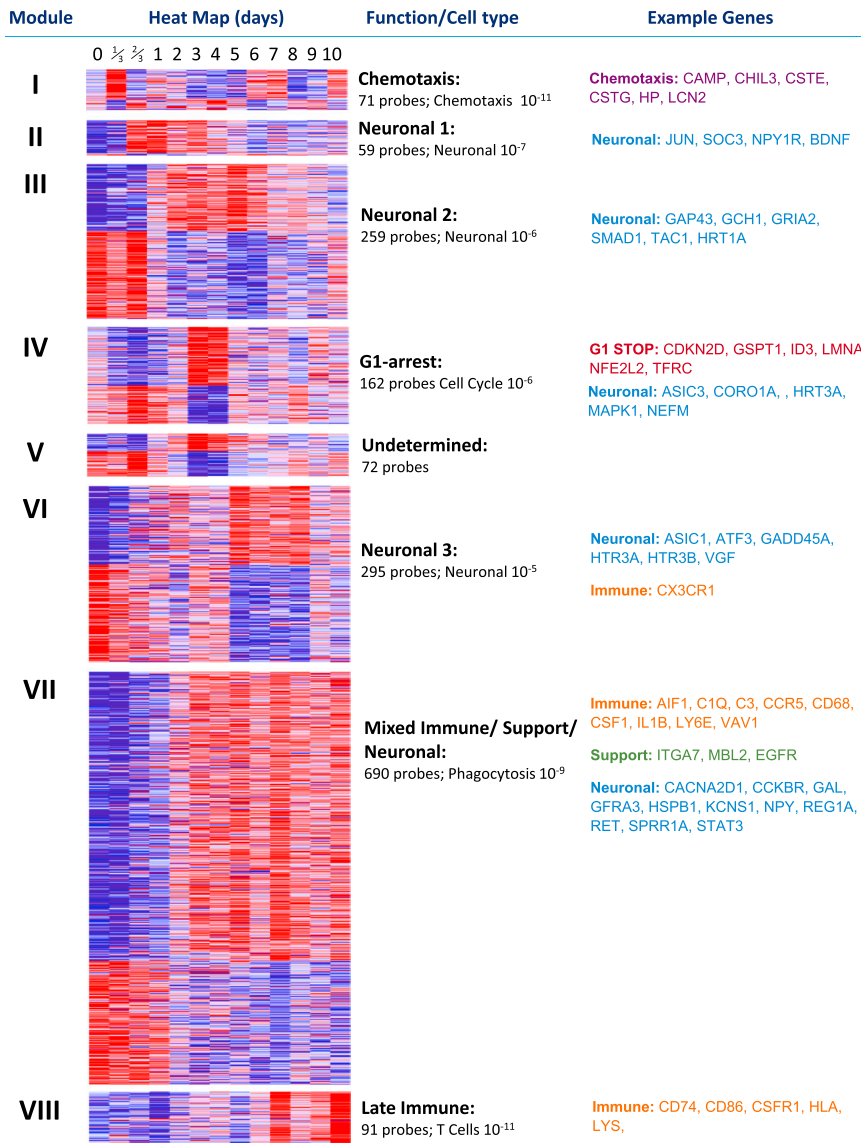 Module Heat Map (days) Function/Cell type Example Genes
0 1/3 2/3 1 2 3 4 5 6 7 8 9 10
I
Chemotaxis:
71 probes; Chemotaxis 10-11
Chemotaxis: CAMP, CHIL3, CSTE,
CSTG, HP, LCN2
II
Neuronal 1:
59 probes; Neuronal 10-7
Neuronal: JUN, SOC3, NPY1R, BDNF
III
Neuronal 2:
259 probes; Neuronal 10-6
Neuronal: GAP43, GCH1, GRIA2,
SMAD1, TAC1, HRT1A
IV
G1-arrest:
162 probes Cell Cycle 10-6
G1 STOP: CDKN2D, GSPT1, ID3, LMNA
NFE2L2, TFRC
Neuronal: ASIC3, CORO1A, , HRT3A,
MAPK1, NEFM
V
Undetermined:
72 probes
VI
Neuronal 3:
295 probes; Neuronal 10-5
Neuronal: ASIC1, ATF3, GADD45A,
HTR3A, HTR3B, VGF
Immune: CX3CR1
VII
Mixed Immune/ Support/
Neuronal:
690 probes; Phagocytosis 10-9
Immune: AIF1, C1Q, C3, CCR5, CD68,
CSF1, IL1B, LY6E, VAV1
Support: ITGA7, MBL2, EGFR
Neuronal: CACNA2D1, CCKBR, GAL,
GFRA3, HSPB1, KCNS1, NPY, REG1A,
RET, SPRR1A, STAT3
VIII
Late Immune:
91 probes; T Cells 10-11
Immune: CD74, CD86, CSFR1, HLA,
LYS,